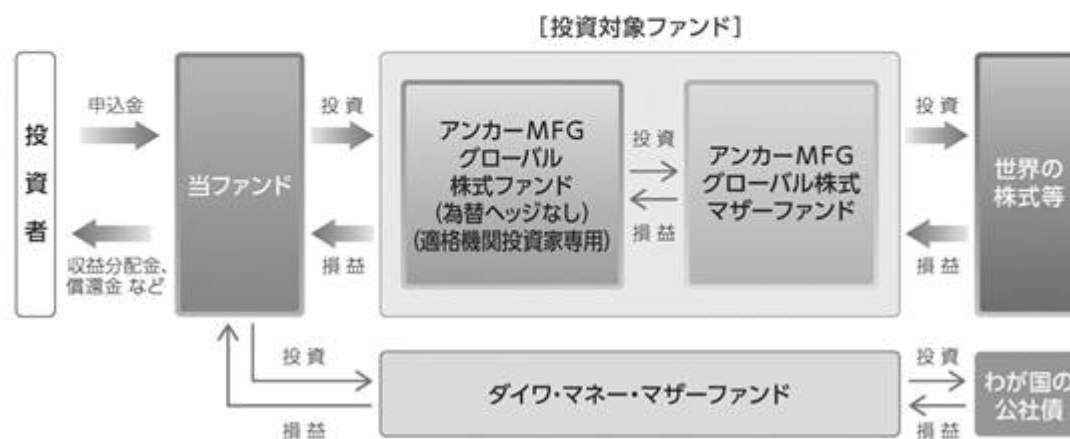 [投資対象ファンド]
投資者
申込金
収益分配金、
償還金 など
当ファンド
投資
損益
アンカーMFG
グローバル
株式ファンド
(為替ヘッジなし)
(適格機関投資家専用)
投資
損益
アンカーMFG
グローバル株式
マザーファンド
投資
損益
世界の
株式等
投資
損益
ダイワ・マネー・マザーファンド
投資
損益
わが国の
公社債